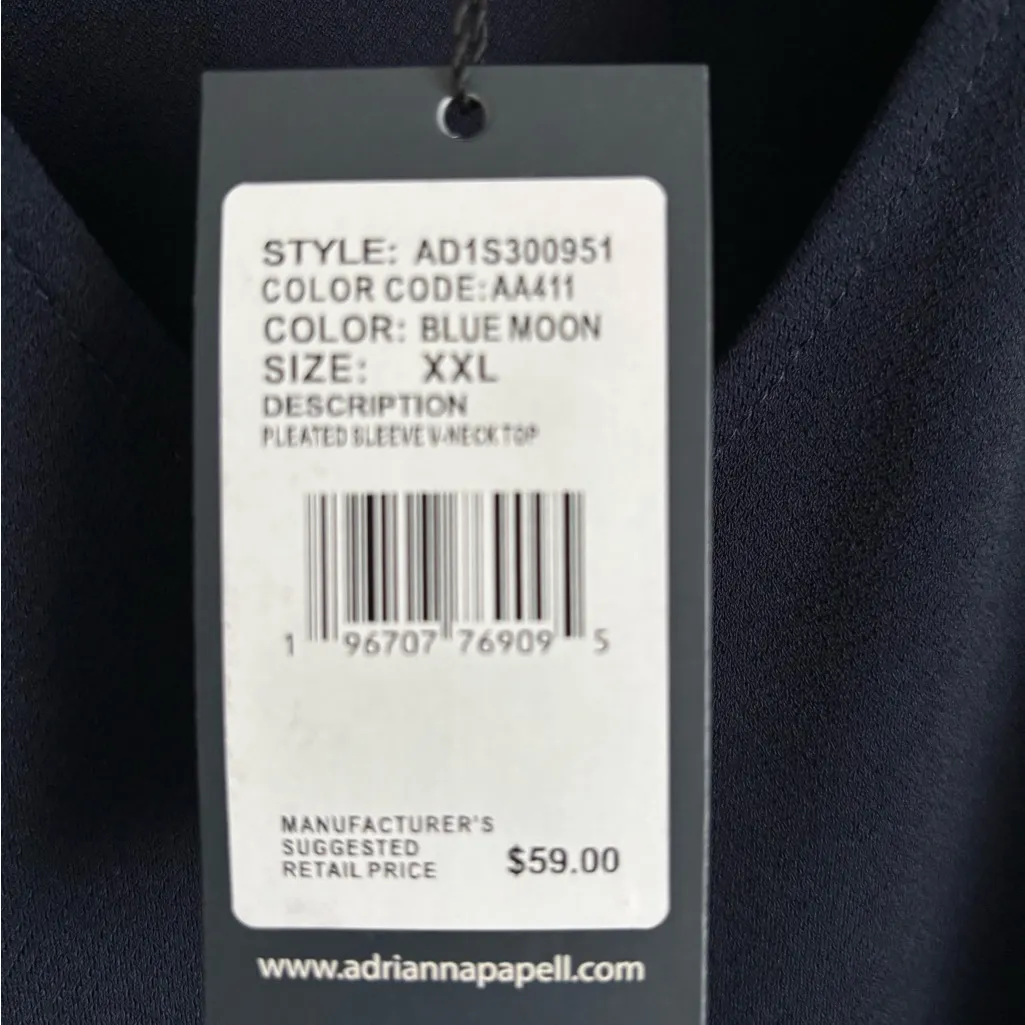 STYLE: AD1S300951
COLOR CODE: AA411
COLOR: BLUE MOON
SIZE: XXL
DESCRIPTION
PLEATED SLEEVE V-NECK TOP
1 96707 76909 5
MANUFACTURER'S
SUGGESTED
RETAIL PRICE $59.00
www.adriannapapell.com